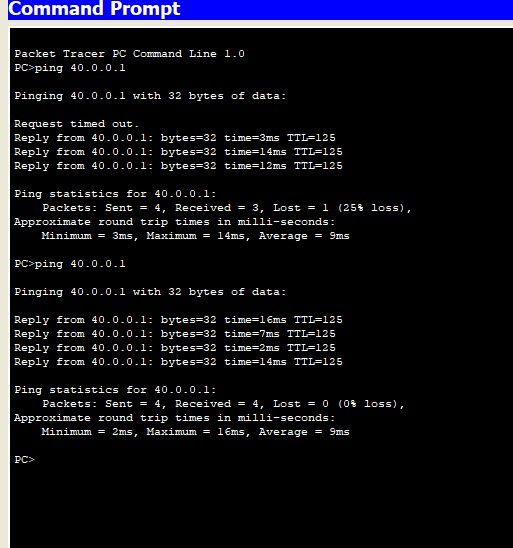 Command Prompt
Packet Tracer PC Command Line 1.0
PC>ping 40.0.0.1
Pinging 40.0.0.1 with 32 bytes of data:
Request timed out.
Reply from 40.0.0.1: bytes=32 time=3ms TTL=125
Reply from 40.0.0.1: bytes=32 time=14ms TTL=125
Reply from 40.0.0.1: bytes=32 time=12ms TTL=125
Ping statistics for 40.0.0.1:
Packets: Sent = 4, Received = 3, Lost = 1 (25% loss),
Approximate round trip times in milli-seconds:
Minimum = 3ms, Maximum = 14ms, Average = 9ms
PC>ping 40.0.0.1
Pinging 40.0.0.1 with 32 bytes of data:
Reply from 40.0.0.1: bytes=32 time=16ms TTL=125
Reply from 40.0.0.1: bytes=32 time=7ms TTL=125
Reply from 40.0.0.1: bytes=32 time=2ms TTL=125
Reply from 40.0.0.1: bytes=32 time=14ms TTL=125
Ping statistics for 40.0.0.1:
Packets: Sent = 4, Received = 4, Lost = 0 (0% loss),
Approximate round trip times in milli-seconds:
Minimum = 2ms, Maximum = 16ms, Average = 9ms
PC>